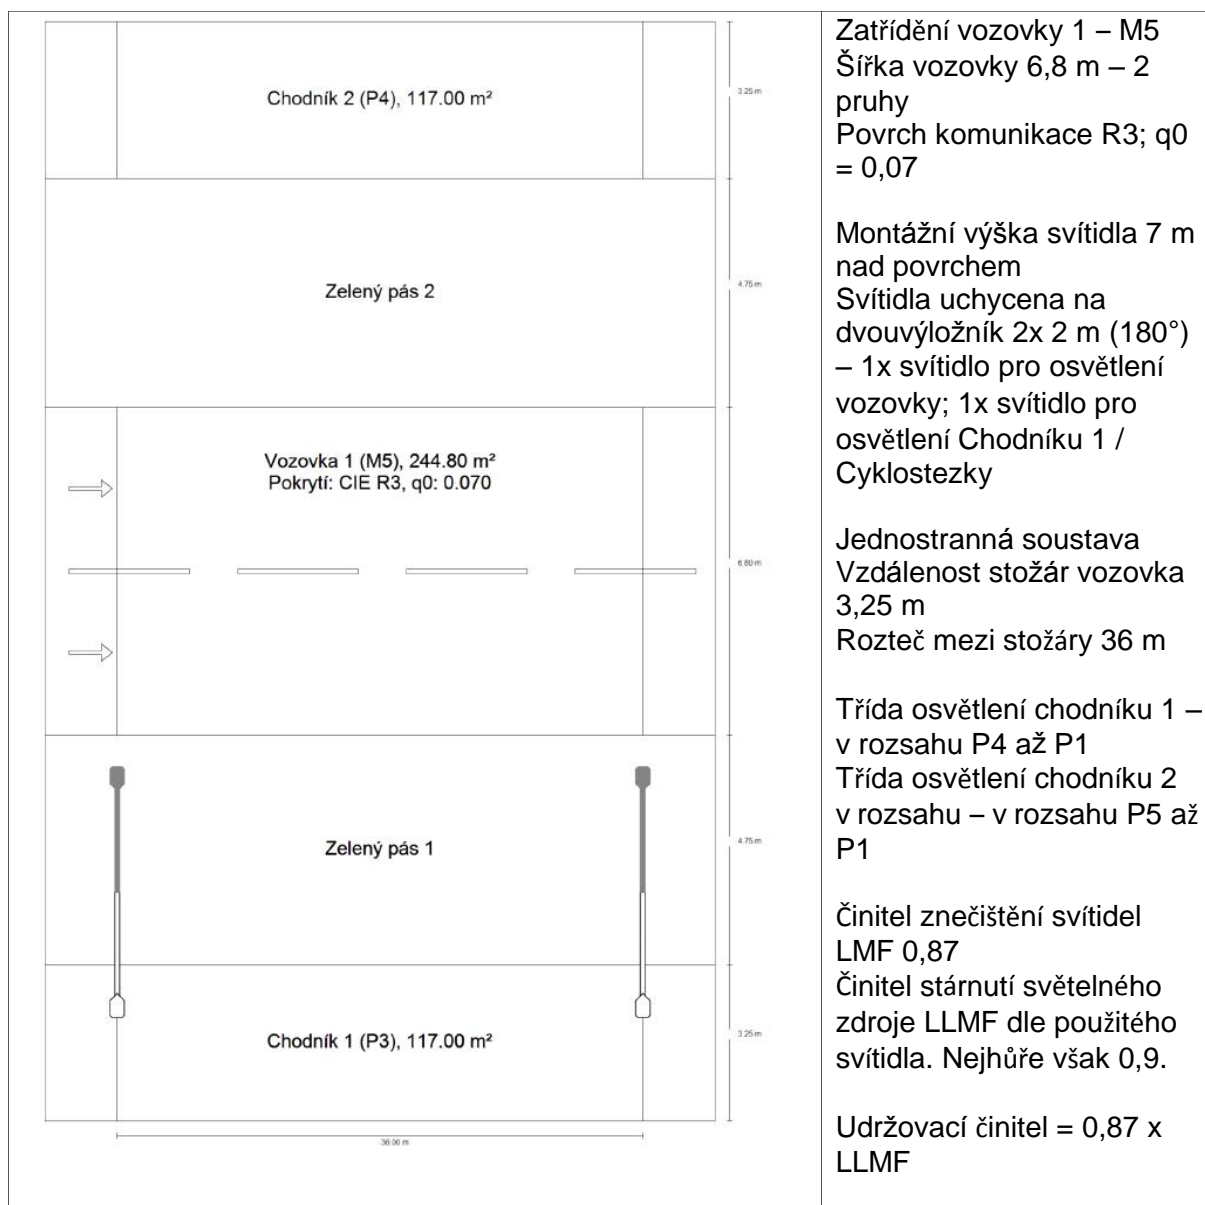 Chodník 2 (P4), 117.00 m²
3.25 m
Zelený pás 2
4.75 m
Vozovka 1 (M5), 244.80 m²
Pokrytí: CIE R3, q0: 0.070
6.80 m
Zelený pás 1
4.75 m
Chodník 1 (P3), 117.00 m²
3.25 m
36.00 m
Zatřídění vozovky 1 – M5
Šířka vozovky 6,8 m – 2
pruhy
Povrch komunikace R3; q0
= 0,07
Montážní výška svítidla 7 m
nad povrchem
Svítidla uchycena na
dvouvýložník 2x 2 m (180°)
– 1x svítidlo pro osvětlení
vozovky; 1x svítidlo pro
osvětlení Chodníku 1 /
Cyklostezky
Jednostranná soustava
Vzdálenost stožár vozovka
3,25 m
Rozteč mezi stožáry 36 m
Třída osvětlení chodníku 1 –
v rozsahu P4 až P1
Třída osvětlení chodníku 2
v rozsahu – v rozsahu P5 až
P1
Činitel znečištění svítidel
LMF 0,87
Činitel stárnutí světelného
zdroje LLMF dle použitého
svítidla. Nejhůře však 0,9.
Udržovací činitel = 0,87 x
LLMF